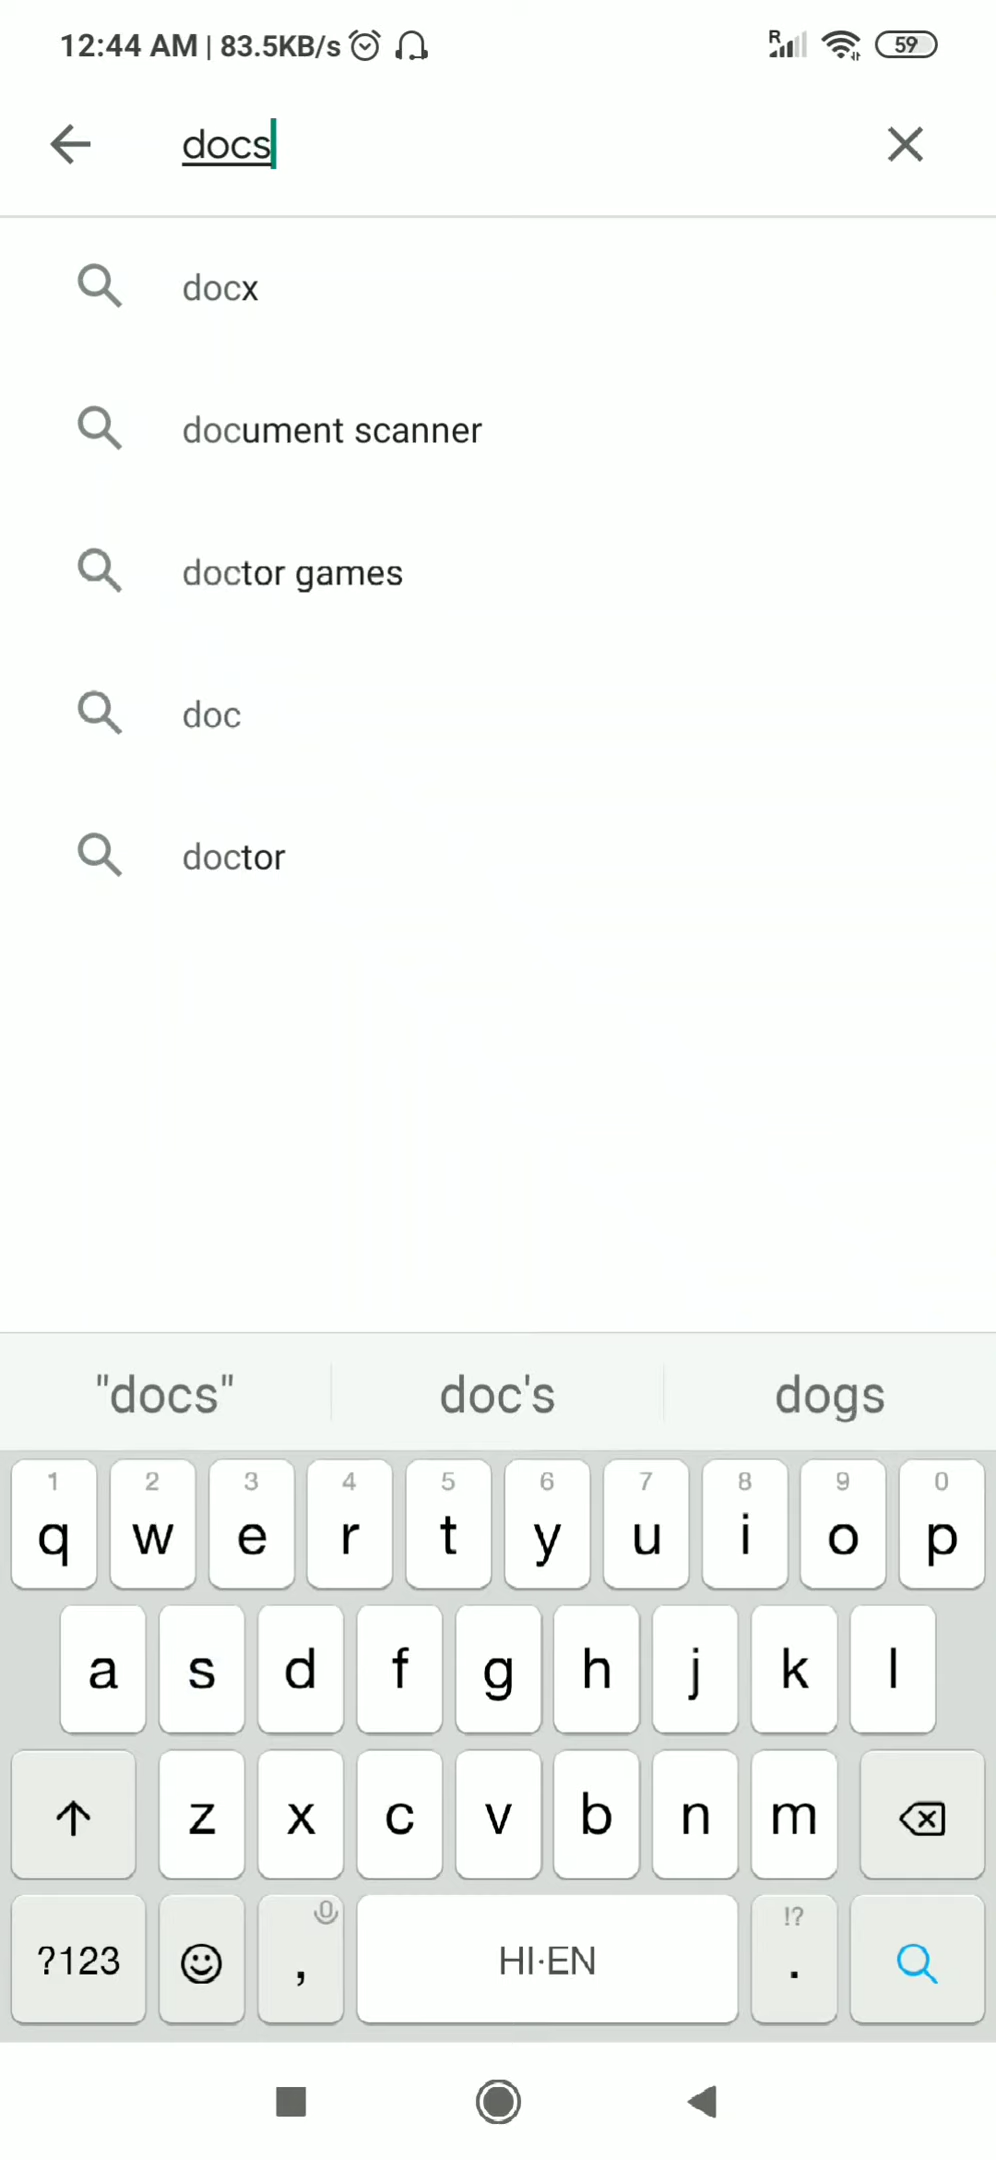 12:44 AM | 83.5KB/s R 59
docs
docx
document scanner
doctor games
doc
doctor
"docs" doc's dogs
1 2 3 4 5 6 7 8 9 0
q w e r t y u i o p
a s d f g h j k l
z x c v b n m
!?
?123 , HI·EN .